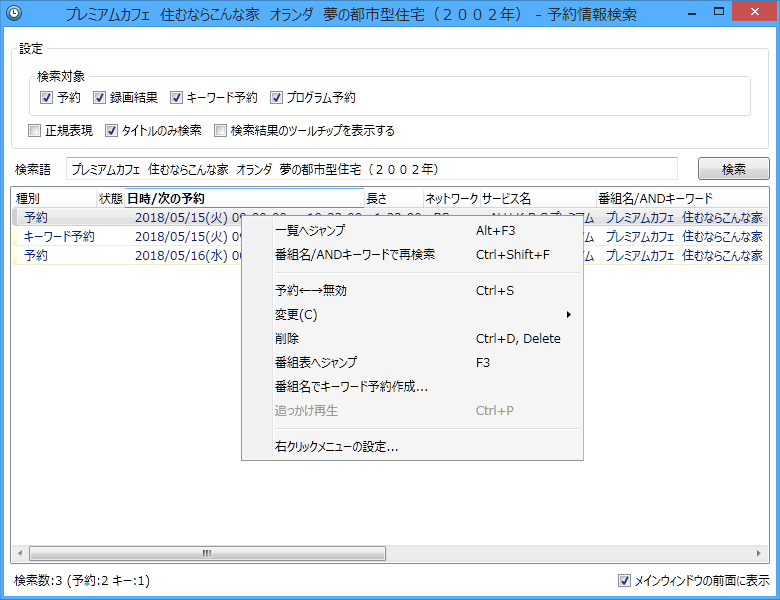 プレミアムカフェ　住むならこんな家　オランダ　夢の都市型住宅（２００２年） - 予約情報検索
設定
検索対象
予約 録画結果 キーワード予約 プログラム予約
正規表現 タイトルのみ検索 検索結果のツールチップを表示する
検索語 プレミアムカフェ　住むならこんな家　オランダ　夢の都市型住宅（２００２年） 検索
種別 状態 日時/次の予約 長さ ネットワーク サービス名 番組名/ANDキーワード
予約 2018/05/15(火) プレミアムカフェ　住むならこんな家
キーワード予約 2018/05/15(火) プレミアムカフェ　住むならこんな家
予約 2018/05/16(水) プレミアムカフェ　住むならこんな家
一覧へジャンプ Alt+F3
番組名/ANDキーワードで再検索 Ctrl+Shift+F
予約←→無効 Ctrl+S
変更(C)
削除 Ctrl+D, Delete
番組表へジャンプ F3
番組名でキーワード予約作成...
追っかけ再生 Ctrl+P
右クリックメニューの設定...
検索数:3 (予約:2 キー:1) メインウィンドウの前面に表示